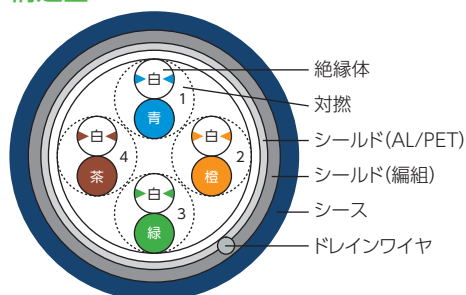 絶縁体
対撚
シールド(AL/PET)
シールド(編組)
シース
ドレインワイヤ
白
1
青
白
2
橙
白
3
緑
白
4
茶